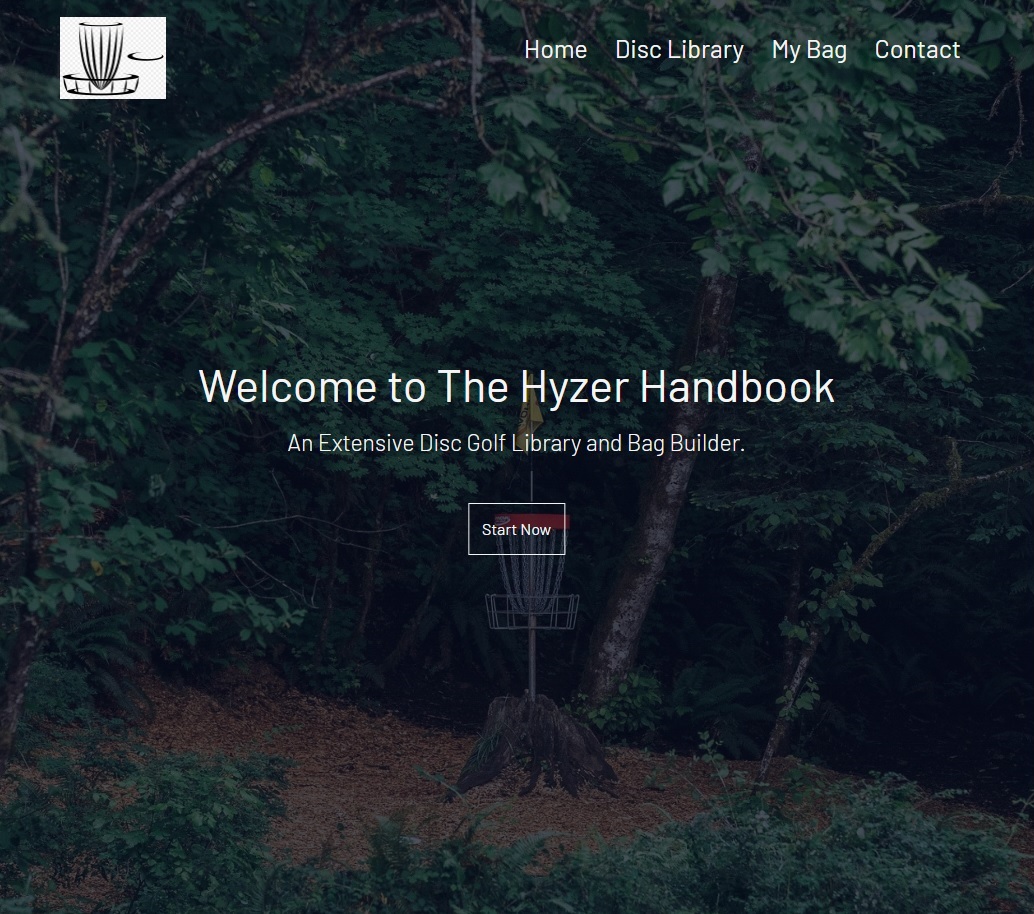 Home Disc Library My Bag Contact
Welcome to The Hyzer Handbook
An Extensive Disc Golf Library and Bag Builder.
Start Now